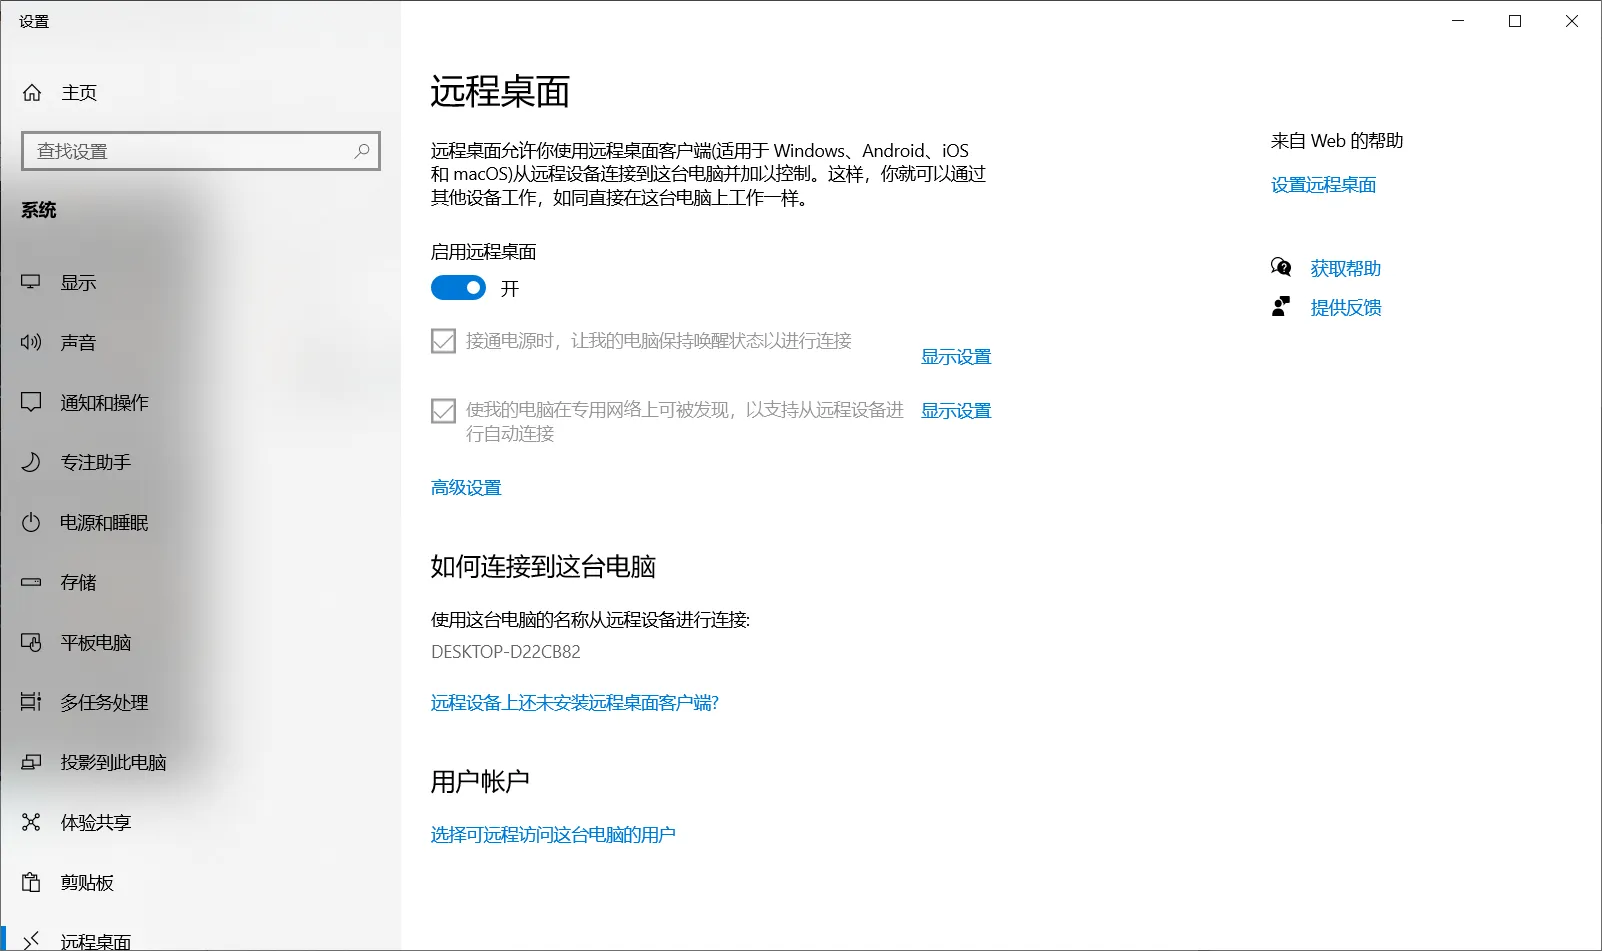 设置
主页
查找设置
系统
显示
声音
通知和操作
专注助手
电源和睡眠
存储
平板电脑
多任务处理
投影到此电脑
体验共享
剪贴板
远程桌面
远程桌面
远程桌面允许你使用远程桌面客户端(适用于 Windows、Android、iOS
和 macOS)从远程设备连接到这台电脑并加以控制。这样，你就可以通过
其他设备工作，如同直接在这台电脑上工作一样。
启用远程桌面
开
接通电源时，让我的电脑保持唤醒状态以进行连接
显示设置
使我的电脑在专用网络上可被发现，以支持从远程设备进
行自动连接
显示设置
高级设置
如何连接到这台电脑
使用这台电脑的名称从远程设备进行连接:
DESKTOP-D22CB82
远程设备上还未安装远程桌面客户端?
用户帐户
选择可远程访问这台电脑的用户
来自 Web 的帮助
设置远程桌面
获取帮助
提供反馈